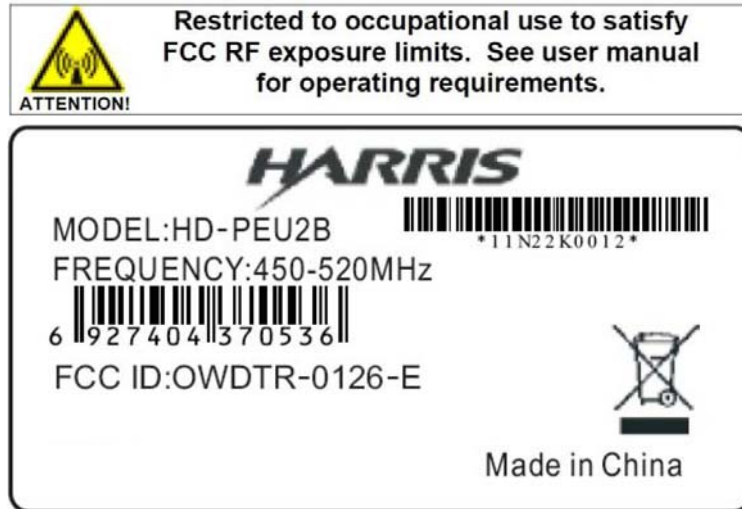 Restricted to occupational use to satisfy
FCC RF exposure limits. See user manual
for operating requirements.
ATTENTION!
HARRIS
MODEL:HD-PEU2B
*11N22K0012*
FREQUENCY:450-520MHz
6 927404 370536
FCC ID:OWDTR-0126-E
Made in China